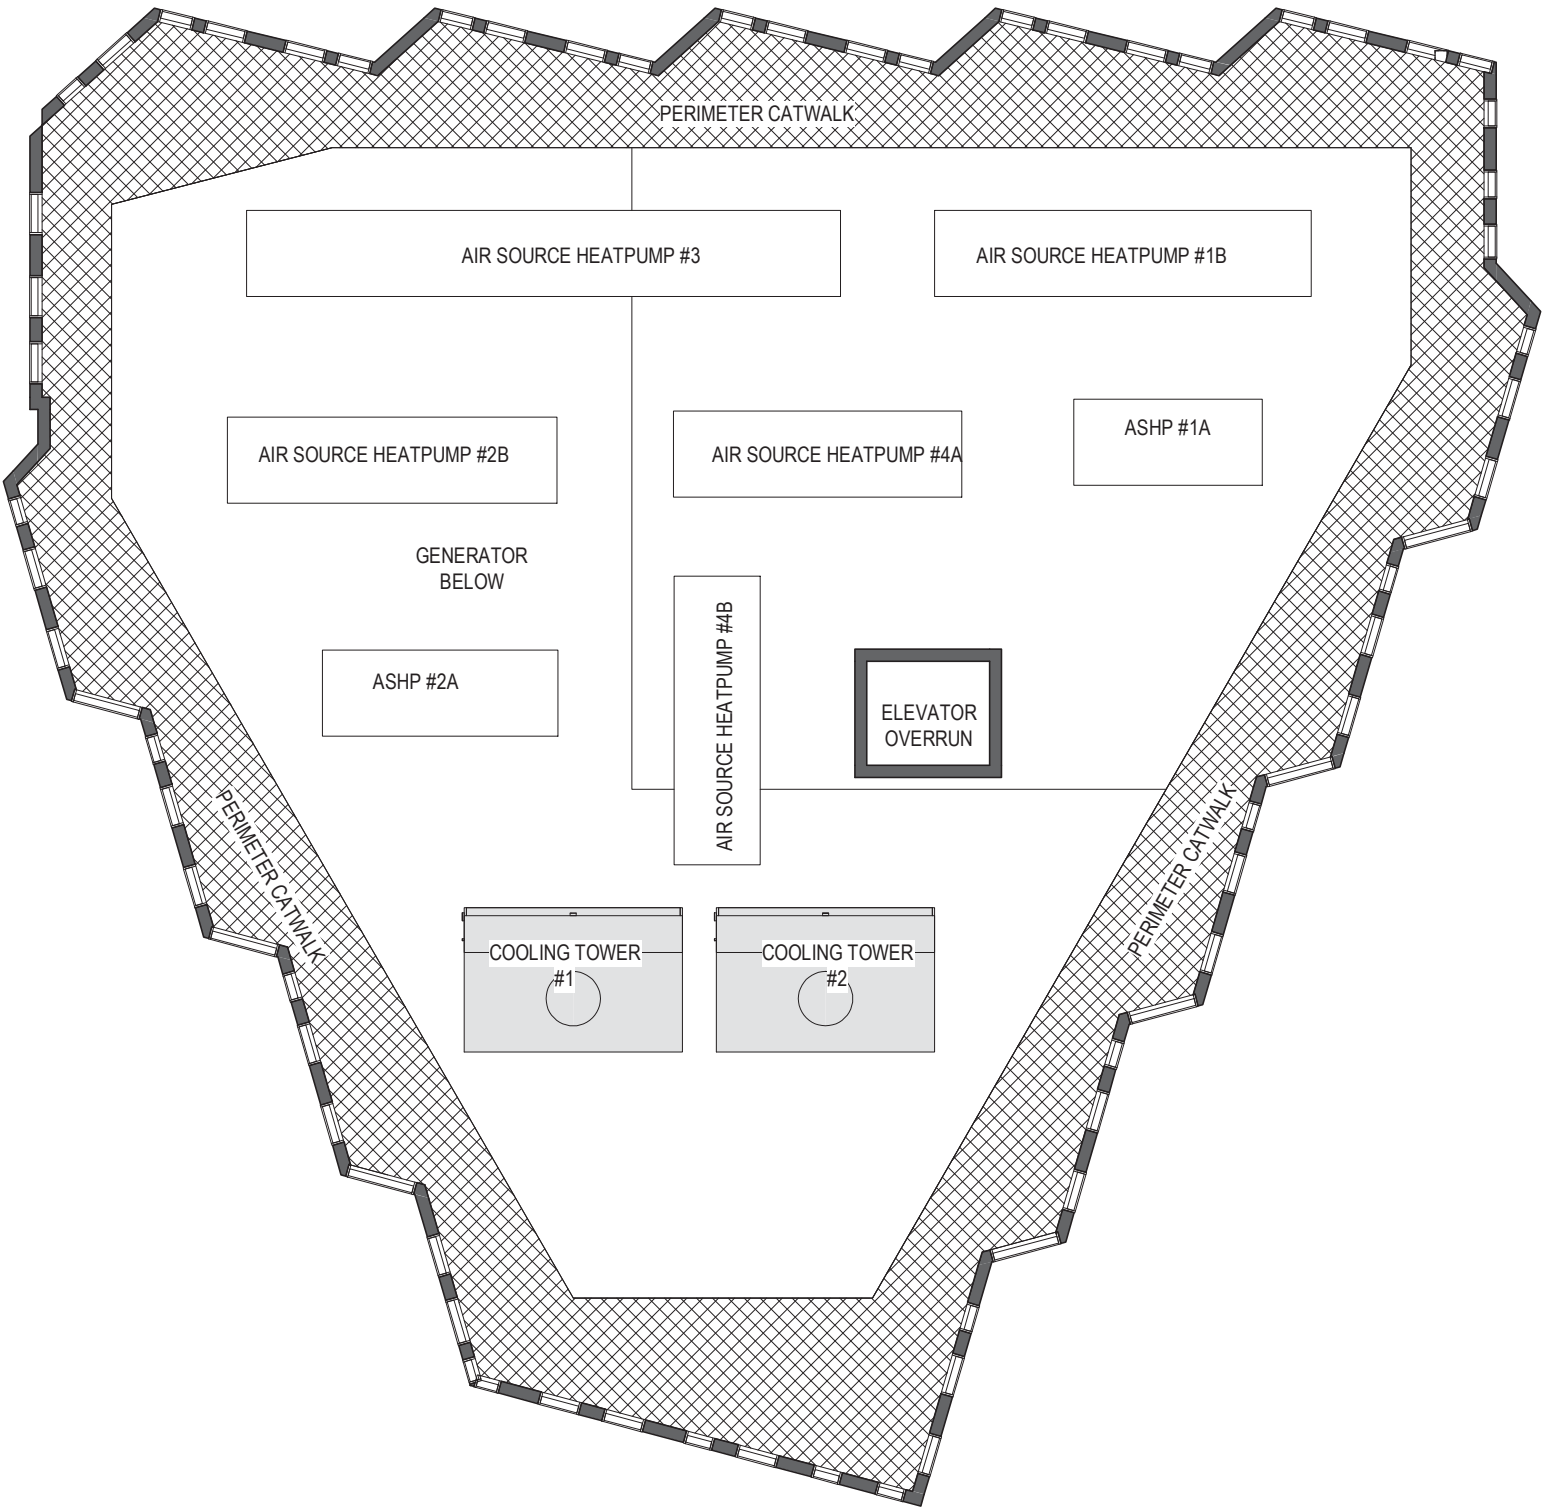 PERIMETER CATWALK
AIR SOURCE HEATPUMP #3
AIR SOURCE HEATPUMP #1B
ASHP #1A
AIR SOURCE HEATPUMP #2B
AIR SOURCE HEATPUMP #4A
GENERATOR
BELOW
AIR SOURCE HEATPUMP #4B
ASHP #2A
ELEVATOR
OVERRUN
PERIMETER CATWALK
PERIMETER CATWALK
COOLING TOWER
#1
COOLING TOWER
#2